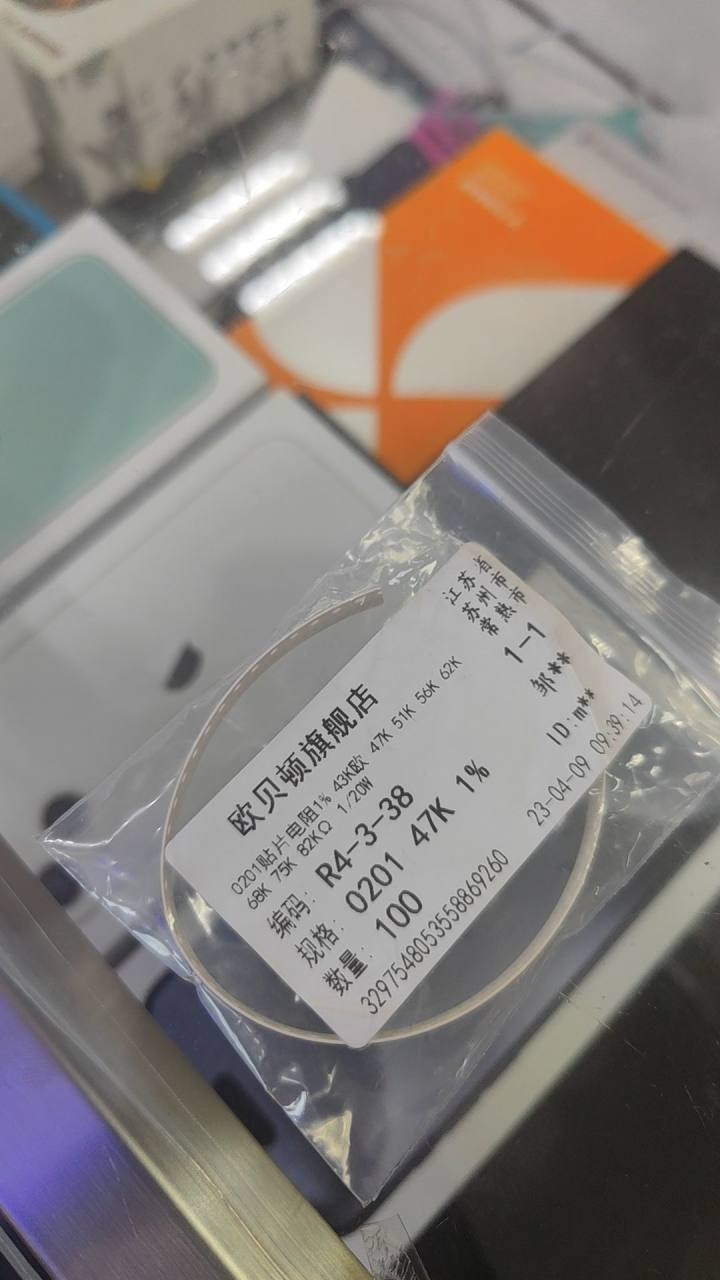 江苏省
苏州市
常熟市
1-1
邹**
ID:m**
23-04-09 09:39:14
欧贝顿旗舰店
0201贴片电阻1% 43K欧 47K 51K 56K 62K
68K 75K 82KΩ 1/20W
编码: R4-3-38
规格: 0201 47K 1%
数量: 100
3297548053558869260